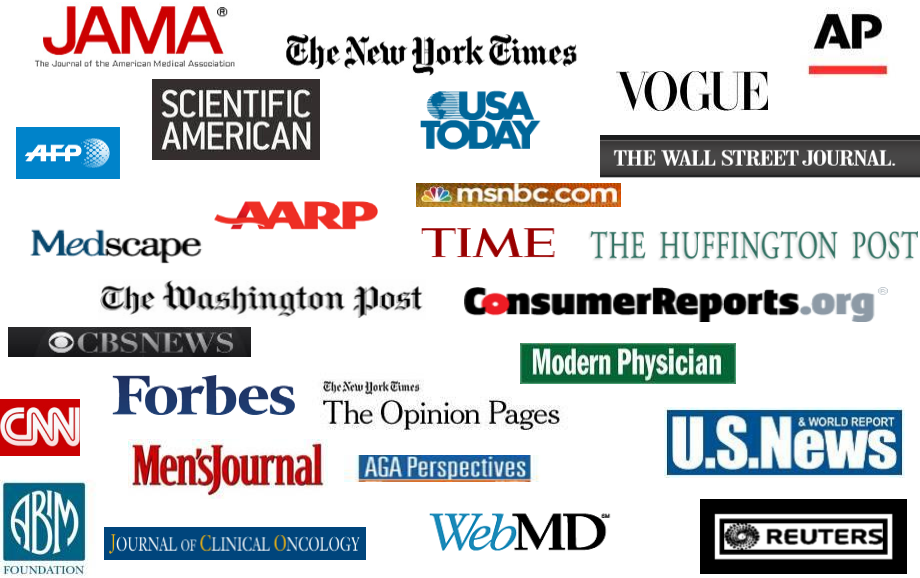 JAMA®
The Journal of the American Medical Association
The New York Times
AP
VOGUE
SCIENTIFIC
AMERICAN
USA
TODAY
AFP
THE WALL STREET JOURNAL.
msnbc.com
AARP
Medscape
TIME
THE HUFFINGTON POST
The Washington Post
ConsumerReports.org®
CBSNEWS
Modern Physician
Forbes
The New York Times
The Opinion Pages
CNN
U.S.News
& WORLD REPORT
Men'sJournal
AGA Perspectives
ABIM
FOUNDATION
JOURNAL OF CLINICAL ONCOLOGY
WebMD℠
REUTERS